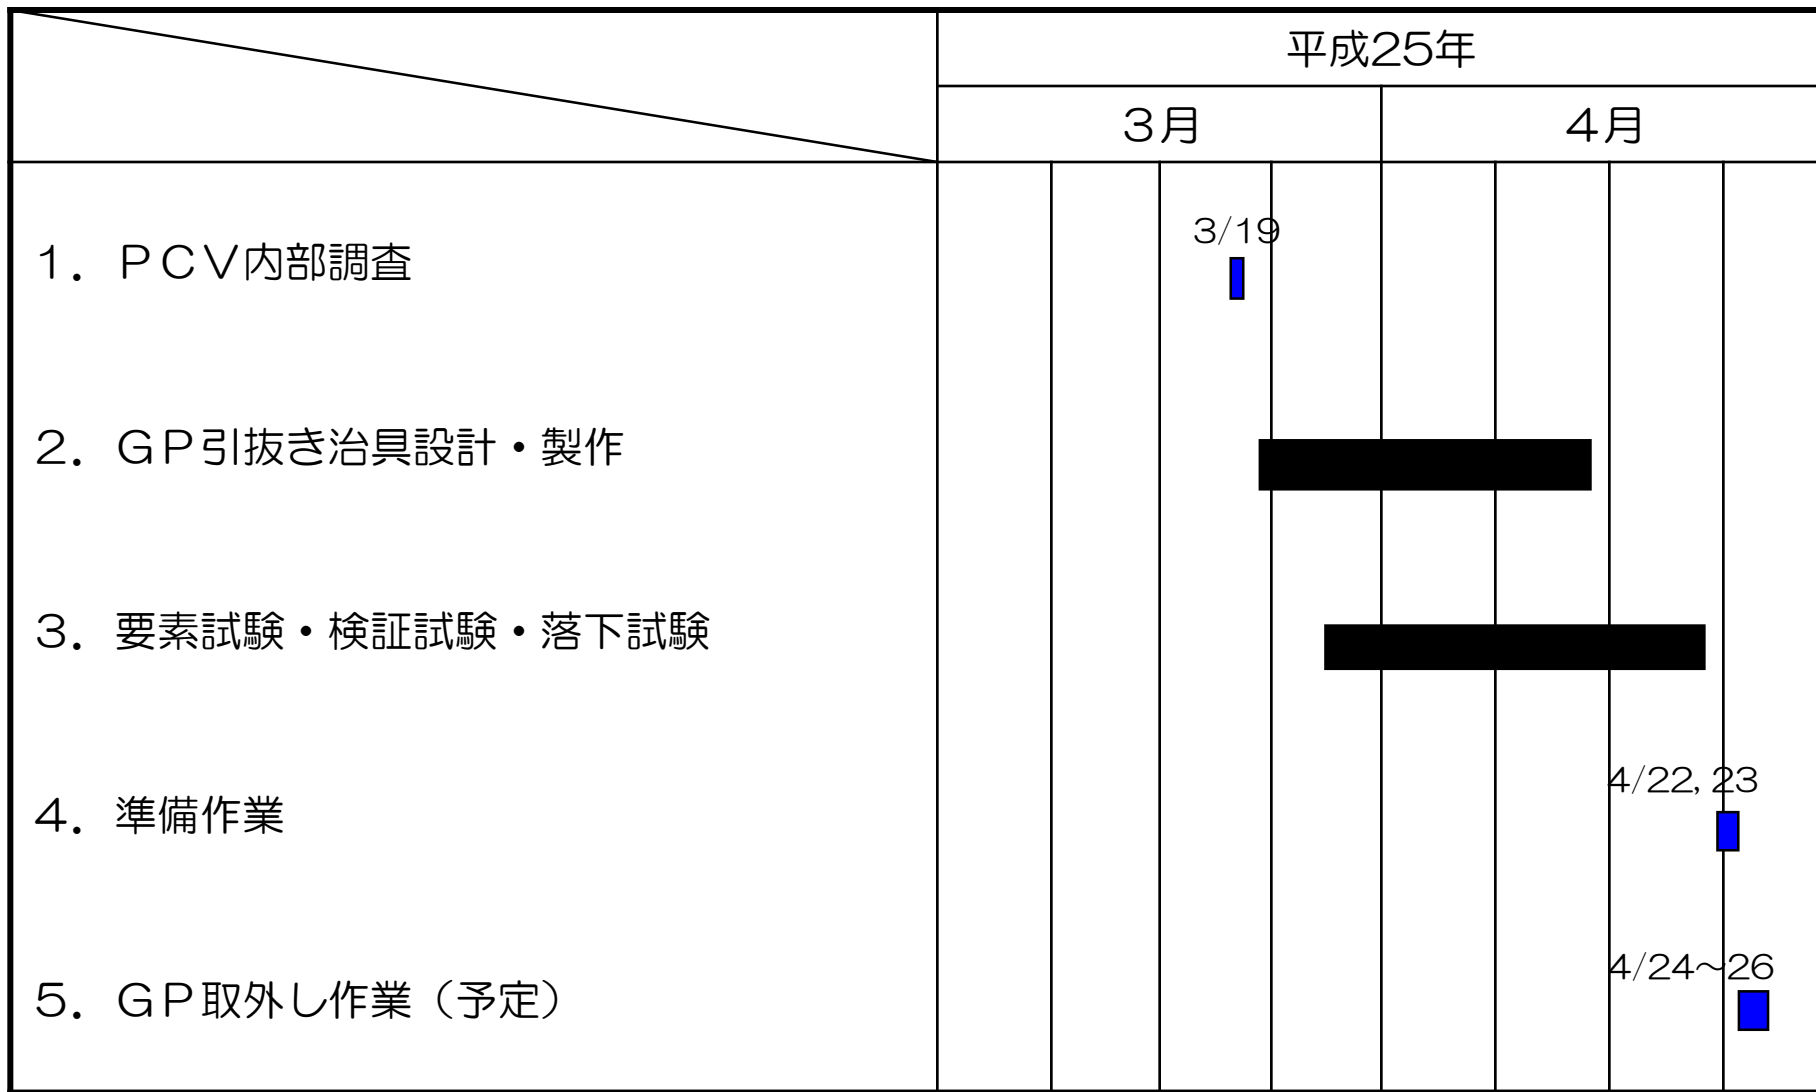 平成25年
３月
４月
3/19
１．ＰＣＶ内部調査
２．ＧＰ引抜き治具設計・製作
３．要素試験・検証試験・落下試験
4/22, 23
４．準備作業
4/24～26
５．ＧＰ取外し作業（予定）